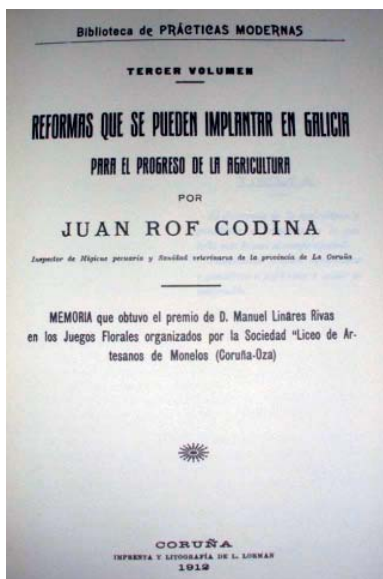 Biblioteca de PRÁCTICAS MODERNAS
TERCER VOLUMEN
REFORMAS QUE SE PUEDEN IMPLANTAR EN GALICIA
PARA EL PROGRESO DE LA AGRICULTURA
POR
JUAN ROF CODINA
Inspector de Higiene pecuaria y Sanidad veterinarea de la provincia de La Coruña
MEMORIA que obtuvo el premio de D. Manuel Linares Rivas
en los Juegos Florales organizados por la Sociedad "Liceo de Ar-
tesanos de Monelos (Coruña-Oza)
CORUÑA
IMPRENTA Y LITOGRAFÍA DE L. LORMAN
1912